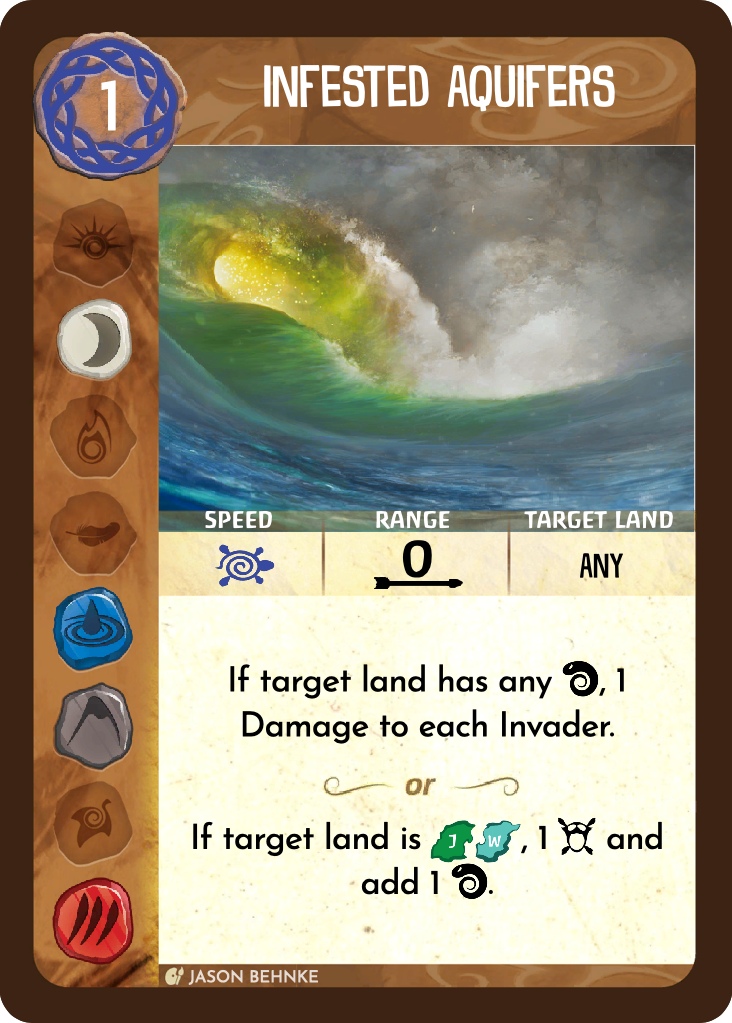 1
INFESTED AQUIFERS
SPEED RANGE TARGET LAND
0 ANY
If target land has any , 1
Damage to each Invader.
or
If target land is J W , 1 and
add 1 .
JASON BEHNKE